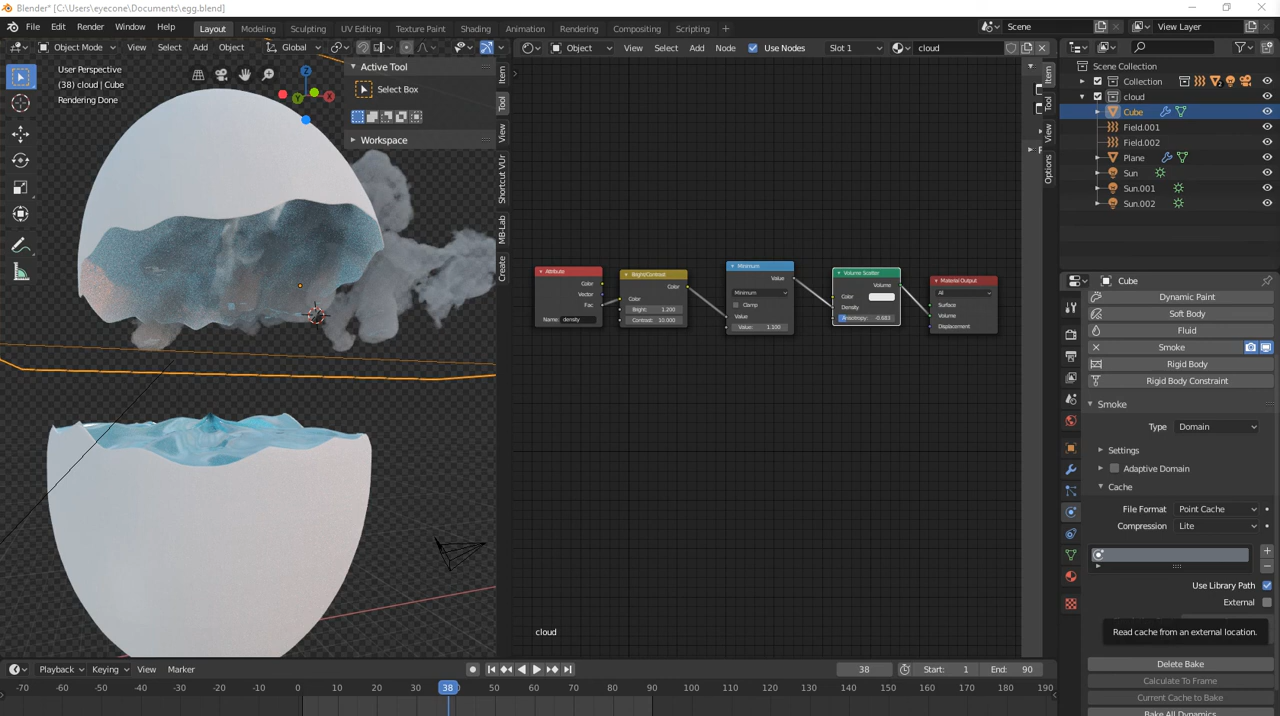 Blender* [C:\Users\eyecone\Documents\egg.blend]
File Edit Render Window Help Layout Modeling Sculpting UV Editing Texture Paint Shading Animation Rendering Compositing Scripting + Scene View Layer
Object Mode View Select Add Object Global
Object View Select Add Node Use Nodes Slot 1 cloud
User Perspective
(38) cloud | Cube
Rendering Done
Active Tool
Select Box
Workspace
Item
Tool
View
Shortcut VUr
MB-Lab
Create
Z
Y
X
Attribute
Color
Vector
Fac
Name: density
Bright/Contrast
Color
Color
Bright: 1.200
Contrast: 10.000
Minimum
Value
Minimum
Clamp
Value
Value: 1.100
Volume Scatter
Volume
Color
Density
Anisotropy -0.683
Material Output
All
Surface
Volume
Displacement
cloud
Item
Tool
View
Options
Scene Collection
Collection
cloud
Cube
Field.001
Field.002
Plane
Sun
Sun.001
Sun.002
Cube
Dynamic Paint
Soft Body
Fluid
Smoke
Rigid Body
Rigid Body Constraint
Smoke
Type Domain
Settings
Adaptive Domain
Cache
File Format Point Cache
Compression Lite
Use Library Path
External
Read cache from an external location.
Delete Bake
Calculate To Frame
Current Cache to Bake
Bake All Dynamics
Playback Keying View Marker 38 Start: 1 End: 90
-70 -60 -50 -40 -30 -20 -10 0 10 20 30 38 50 60 70 80 90 100 110 120 130 140 150 160 170 180 190